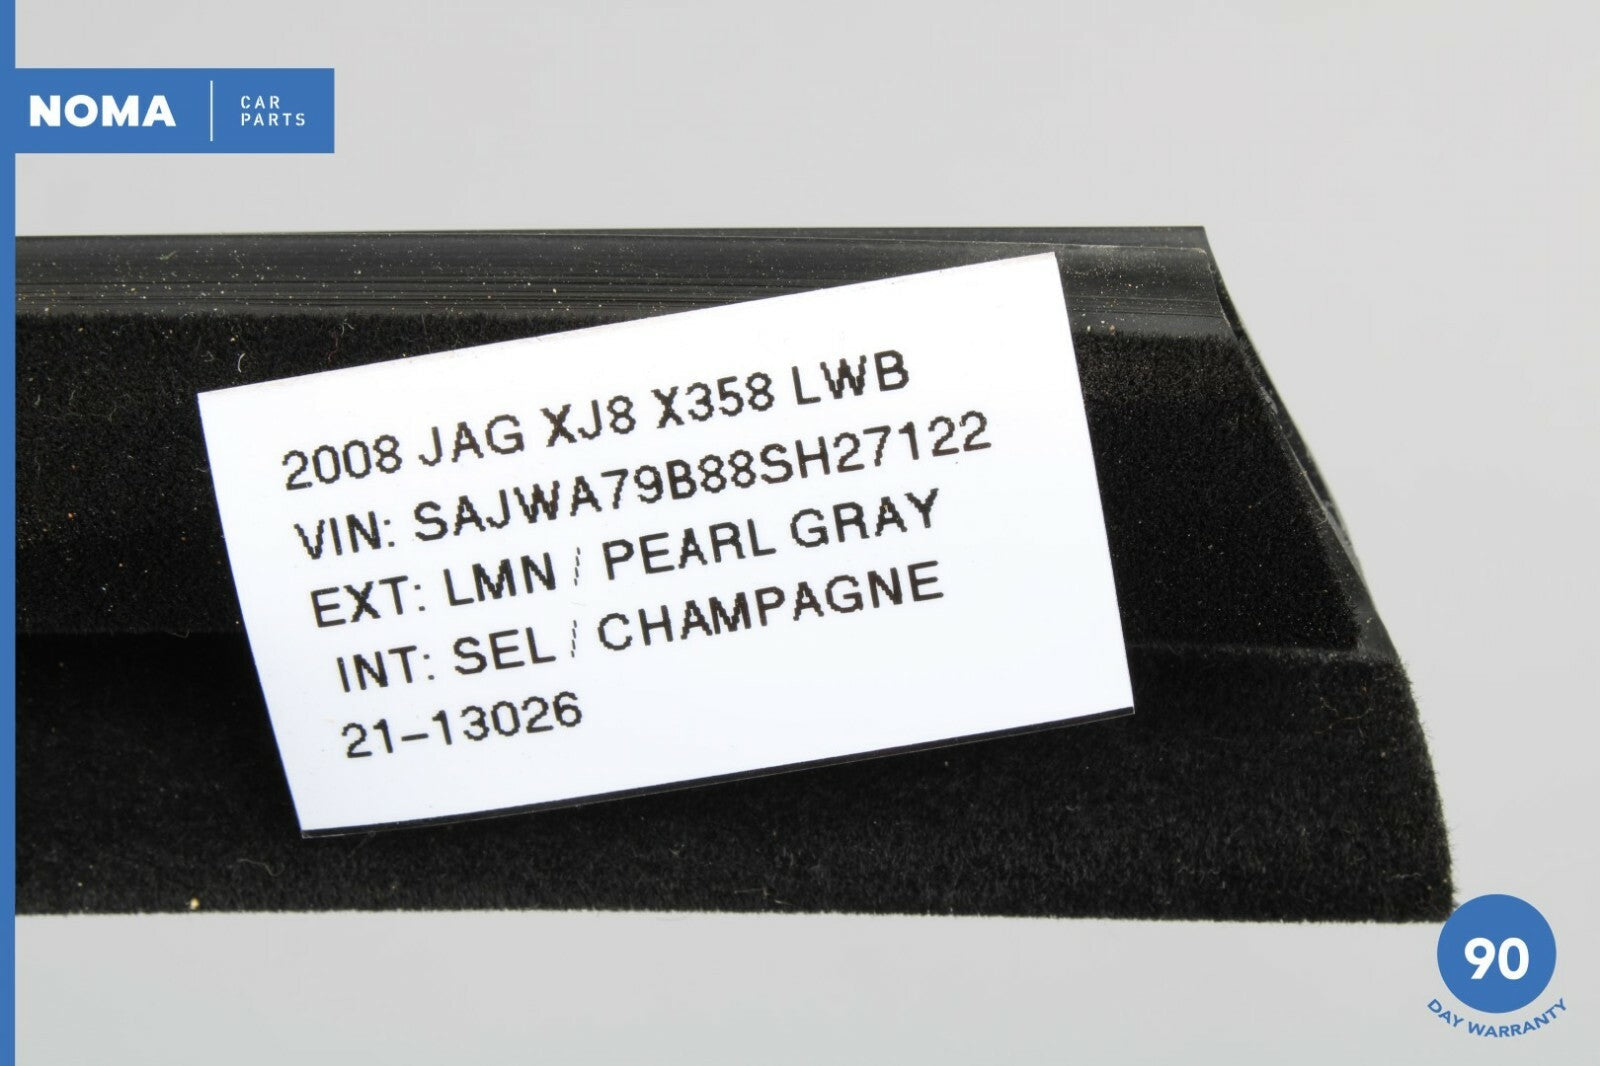 NOMA
CAR
PARTS
2008 JAG XJ8 X358 LWB
VIN: SAJWA79B88SH27122
EXT: LMN / PEARL GRAY
INT: SEL / CHAMPAGNE
21-13026
90
DAY WARRANTY